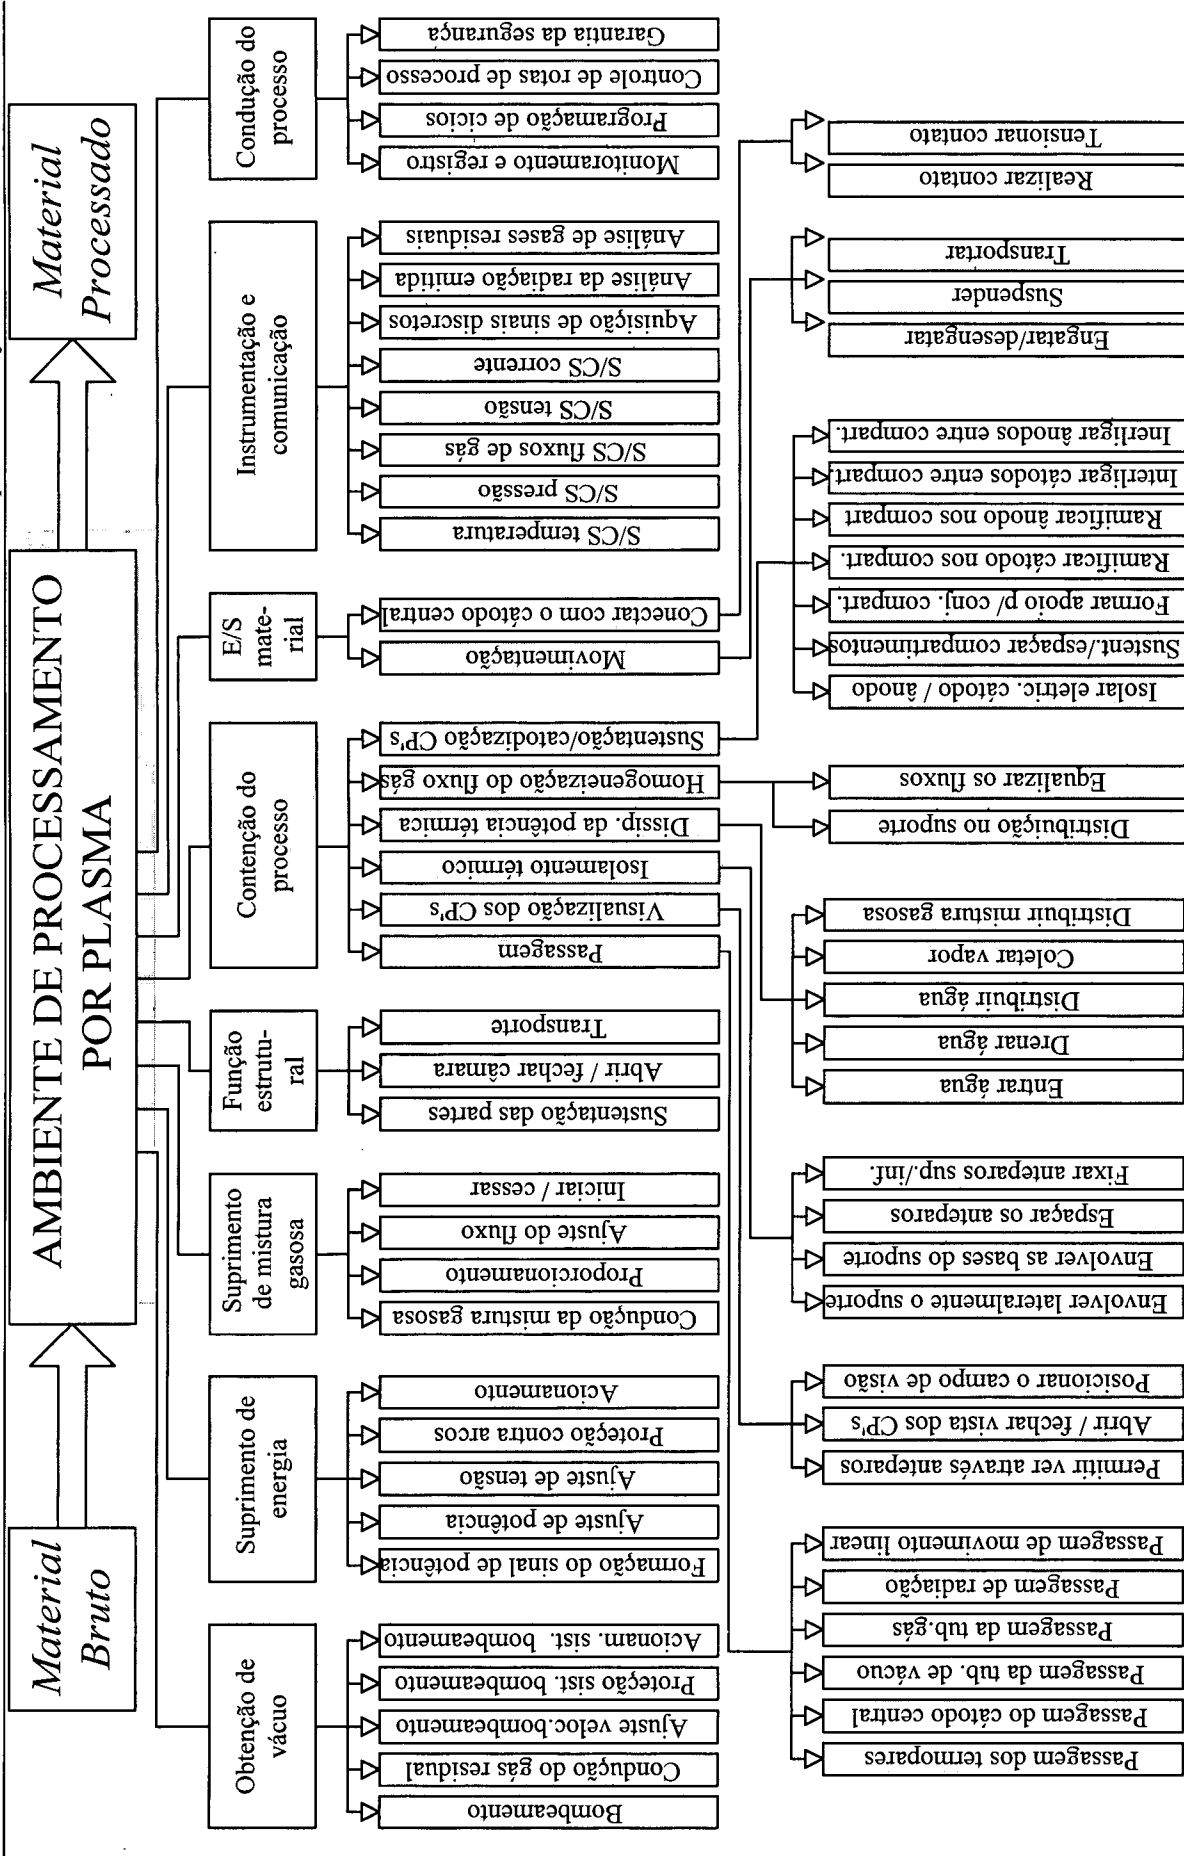 Material
Bruto
AMBIENTE DE PROCESSAMENTO
POR PLASMA
Material
Processado
Obtenção de
vácuo
Bombeamento
Condução do gás residual
Ajuste veloc.bombeamento
Proteção sist. bombeamento
Acionam. sist. bombeamento
Suprimento de
energia
Formação do sinal de potência
Ajuste de potência
Ajuste de tensão
Proteção contra arcos
Acionamento
Suprimento
de mistura
gasosa
Condução da mistura gasosa
Proporcionamento
Ajuste do fluxo
Iniciar / cessar
Função
estrutu-
ral
Sustentação das partes
Abrir / fechar câmara
Transporte
Contenção do
processo
Passagem
Visualização dos CP's
Isolamento térmico
Dissip. da potência térmica
Homogeneização do fluxo gás
Sustentação/catodização CP's
E/S
mate-
rial
Movimentação
Conectar com o cátodo central
Instrumentação e
comunicação
S/CS temperatura
S/CS pressão
S/CS fluxos de gás
S/CS tensão
S/CS corrente
Aquisição de sinais discretos
Análise da radiação emitida
Análise de gases residuais
Condução do
processo
Monitoramento e registro
Programação de ciclos
Controle de rotas de processo
Garantia da segurança
Passagem dos termopares
Passagem do cátodo central
Passagem da tub. de vácuo
Passagem da tub.gás
Passagem de radiação
Passagem de movimento linear
Permitir ver através anteparos
Abrir / fechar vista dos CP's
Posicionar o campo de visão
Envolver lateralmente o suporte
Envolver as bases do suporte
Espaçar os anteparos
Fixar anteparos sup./inf.
Entrar água
Drenar água
Distribuir água
Coletar vapor
Distribuir mistura gasosa
Distribuição no suporte
Equalizar os fluxos
Isolar eletric. cátodo / ânodo
Sustent./espaçar compartimentos
Formar apoio p/ conj. compart.
Ramificar cátodo nos compart.
Ramificar ânodo nos compart
Interligar cátodos entre compart.
Inerligar ânodos entre compart.
Engatar/desengatar
Suspender
Transportar
Realizar contato
Tensionar contato